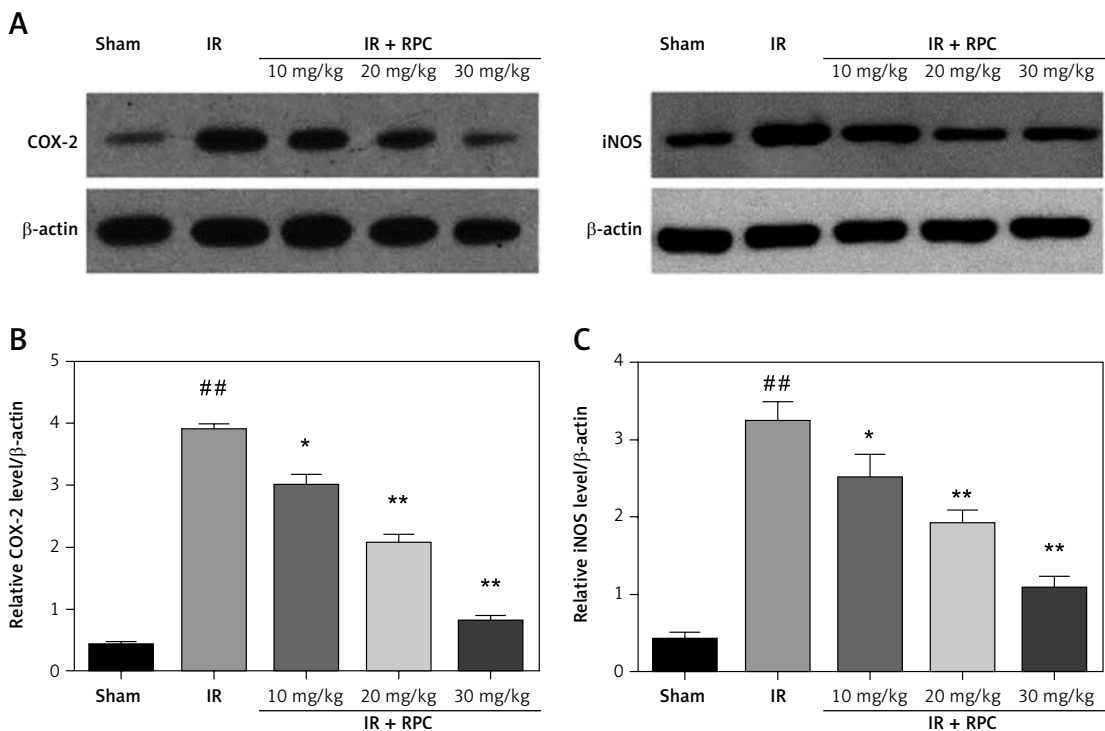 A
Sham IR IR + RPC
10 mg/kg 20 mg/kg 30 mg/kg
COX-2
β-actin
Sham IR IR + RPC
10 mg/kg 20 mg/kg 30 mg/kg
iNOS
β-actin
B
Relative COX-2 level/β-actin
5
4
3
2
1
0
##
*
**
**
Sham IR 10 mg/kg 20 mg/kg 30 mg/kg
IR + RPC
C
Relative iNOS level/β-actin
4
3
2
1
0
##
*
**
**
Sham IR 10 mg/kg 20 mg/kg 30 mg/kg
IR + RPC